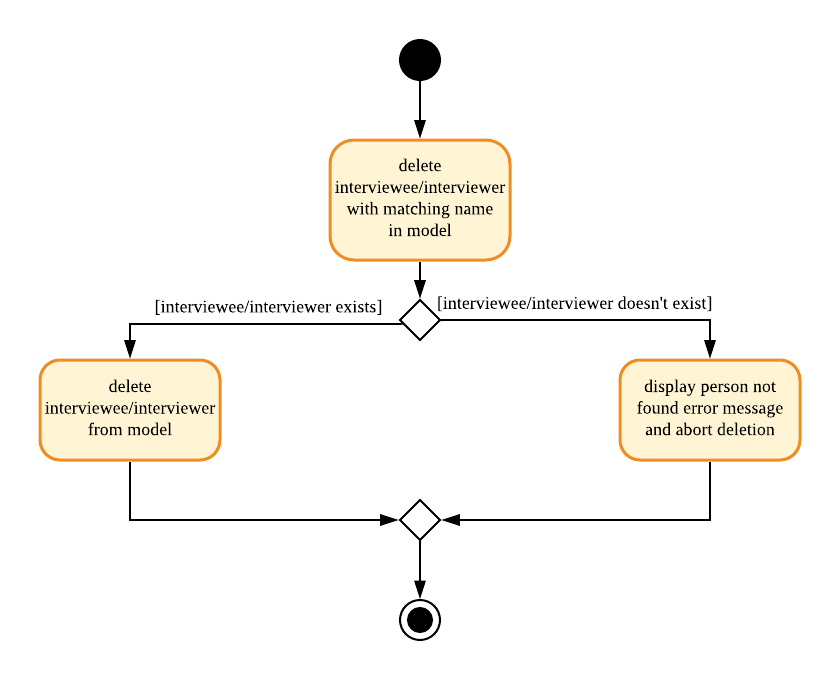 delete
interviewee/interviewer
with matching name
in model
[interviewee/interviewer exists]
[interviewee/interviewer doesn't exist]
delete
interviewee/interviewer
from model
display person not
found error message
and abort deletion